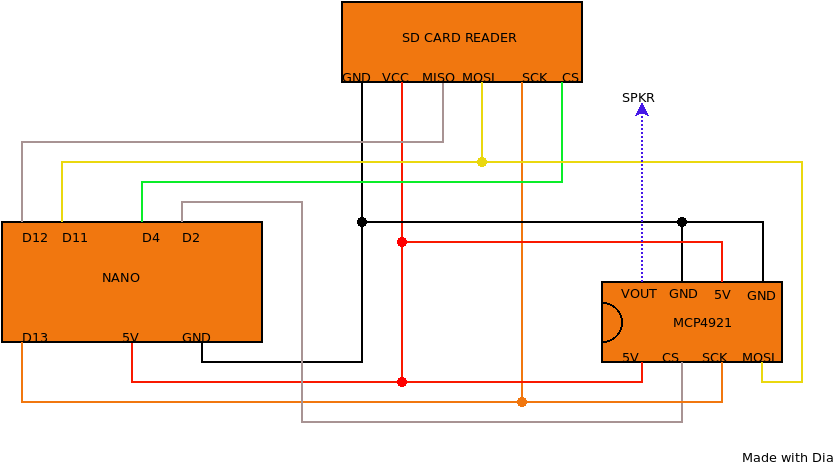 SD CARD READER
GND VCC MISO MOSI SCK CS
SPKR
D12 D11 D4 D2
NANO
D13 5V GND
VOUT GND 5V GND
MCP4921
5V CS SCK MOSI
Made with Dia